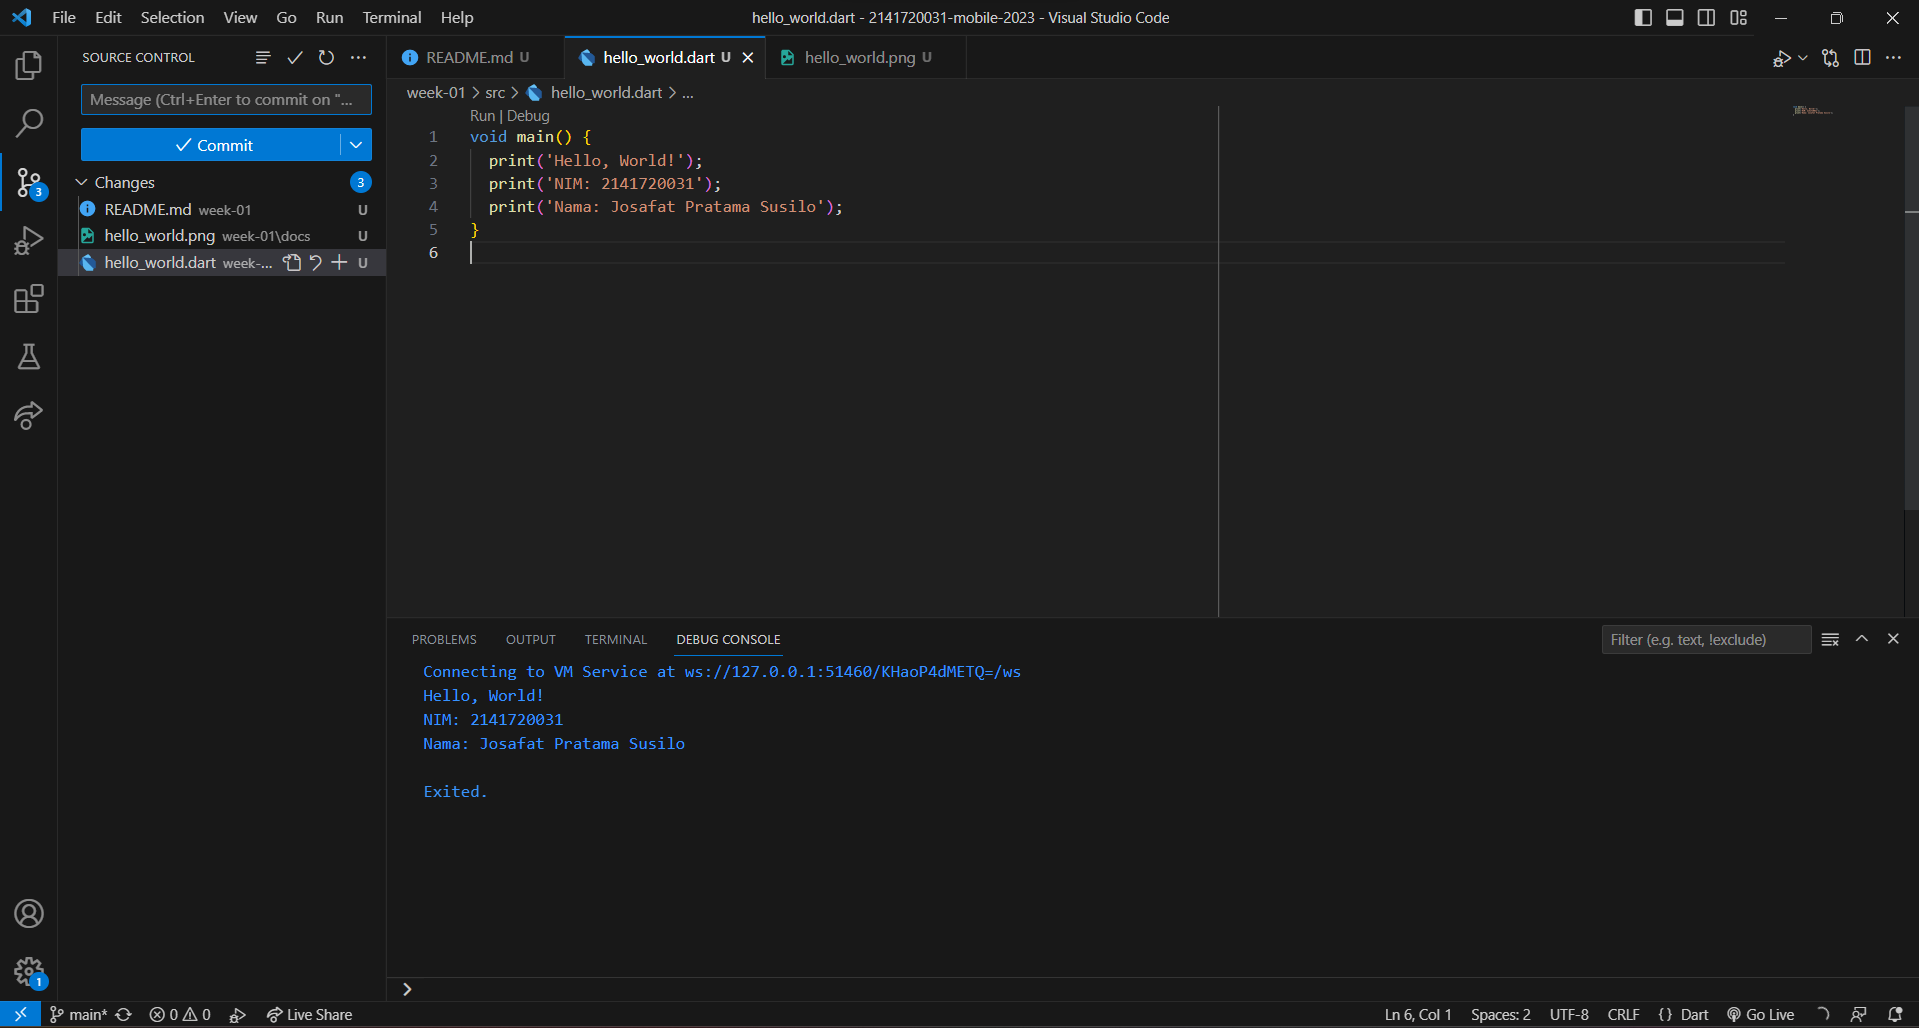 File Edit Selection View Go Run Terminal Help
hello_world.dart - 2141720031-mobile-2023 - Visual Studio Code
SOURCE CONTROL
Message (Ctrl+Enter to commit on "...
Commit
Changes 3
README.md week-01 U
hello_world.png week-01\docs U
hello_world.dart week-... U
3
1
README.md U
hello_world.dart U
hello_world.png U
week-01 > src > hello_world.dart > ...
Run | Debug
1 void main() {
2 print('Hello, World!');
3 print('NIM: 2141720031');
4 print('Nama: Josafat Pratama Susilo');
5 }
6
PROBLEMS OUTPUT TERMINAL DEBUG CONSOLE
Filter (e.g. text, !exclude)
Connecting to VM Service at ws://127.0.0.1:51460/KHaoP4dMETQ=/ws
Hello, World!
NIM: 2141720031
Nama: Josafat Pratama Susilo
Exited.
>
main* 0 0 Live Share
Ln 6, Col 1 Spaces: 2 UTF-8 CRLF {} Dart Go Live